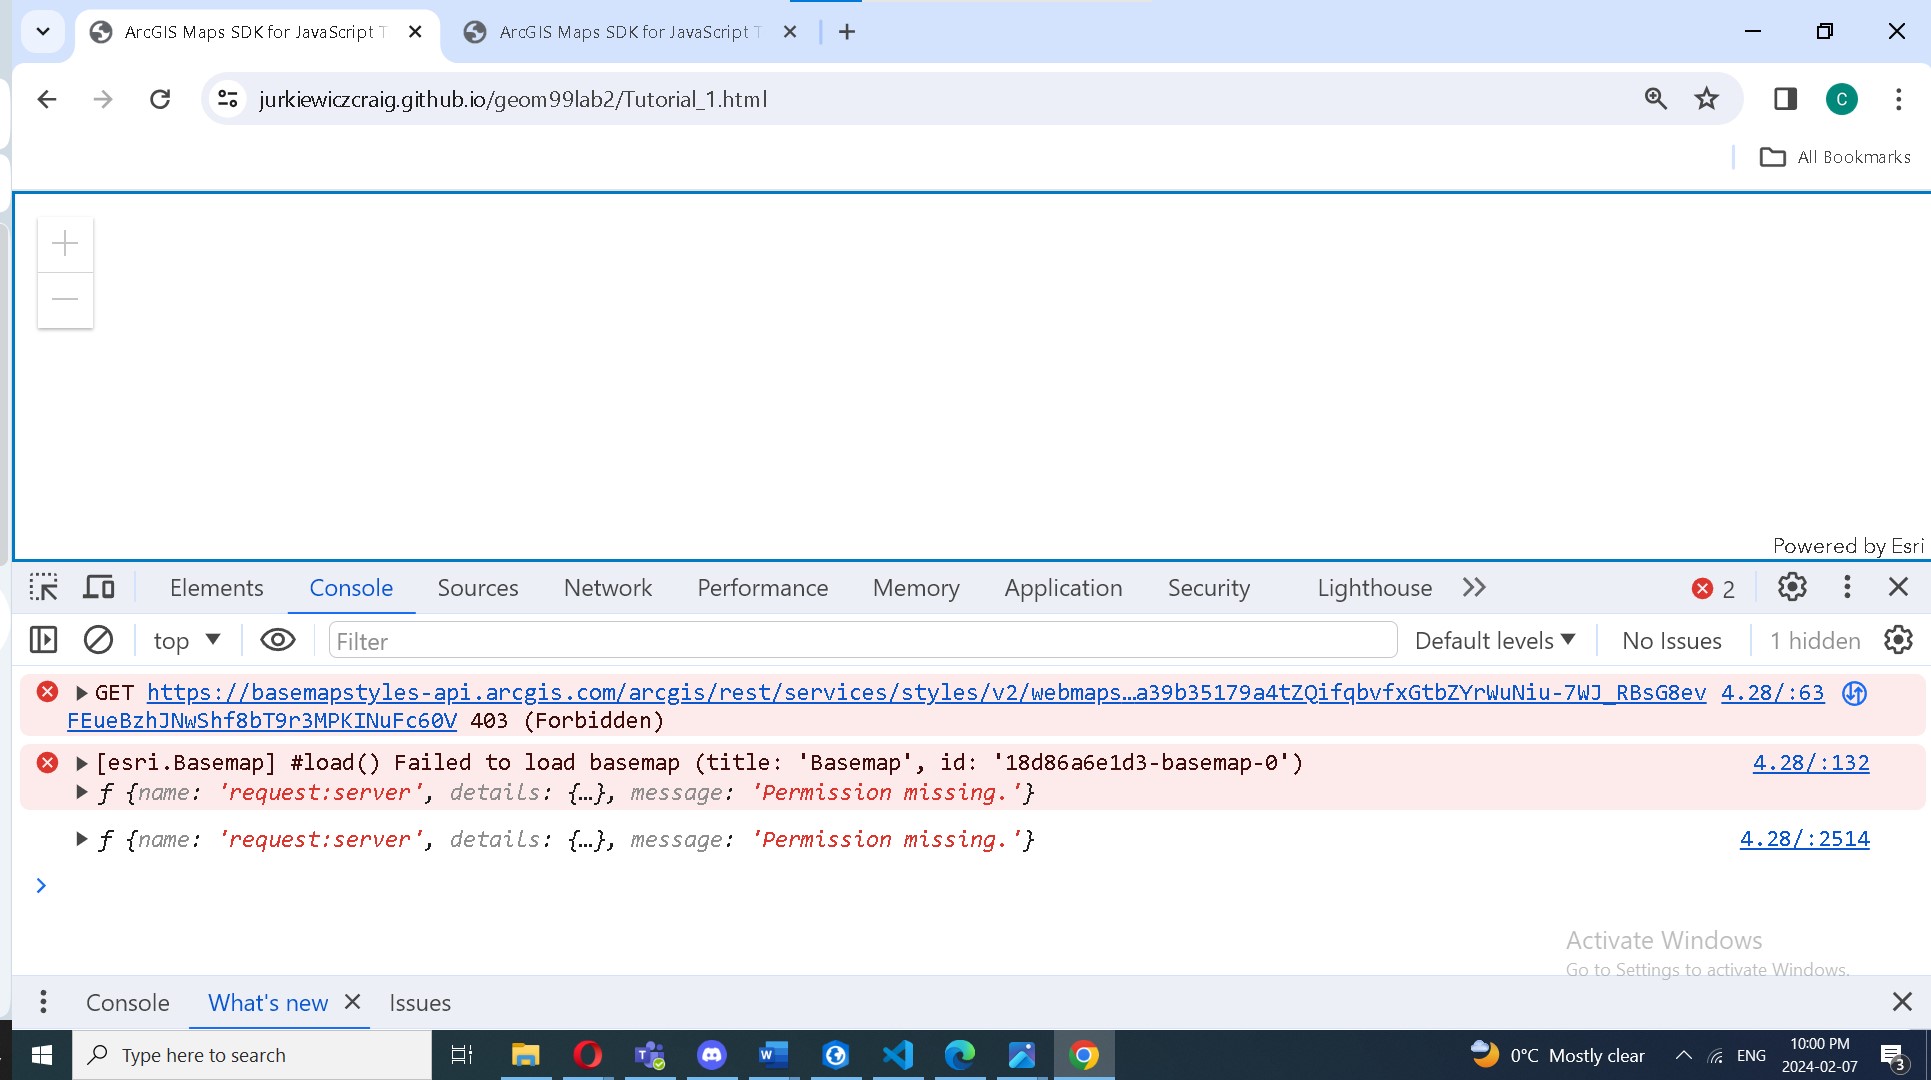 ArcGIS Maps SDK for JavaScript T
ArcGIS Maps SDK for JavaScript T
jurkiewiczcraig.github.io/geom99lab2/Tutorial_1.html
C
All Bookmarks
Powered by Esri
Elements
Console
Sources
Network
Performance
Memory
Application
Security
Lighthouse
2
top
Filter
Default levels
No Issues
1 hidden
GET https://basemapstyles-api.arcgis.com/arcgis/rest/services/styles/v2/webmaps…a39b35179a4tZQifqbvfxGtbZYrWuNiu-7WJ_RBsG8ev 4.28/:63
FEueBzhJNwShf8bT9r3MPKINuFc60V 403 (Forbidden)
[esri.Basemap] #load() Failed to load basemap (title: 'Basemap', id: '18d86a6e1d3-basemap-0') 4.28/:132
f {name: 'request:server', details: {…}, message: 'Permission missing.'}
f {name: 'request:server', details: {…}, message: 'Permission missing.'} 4.28/:2514
Activate Windows
Go to Settings to activate Windows.
Console
What's new
Issues
Type here to search
0°C Mostly clear
ENG
10:00 PM
2024-02-07
3